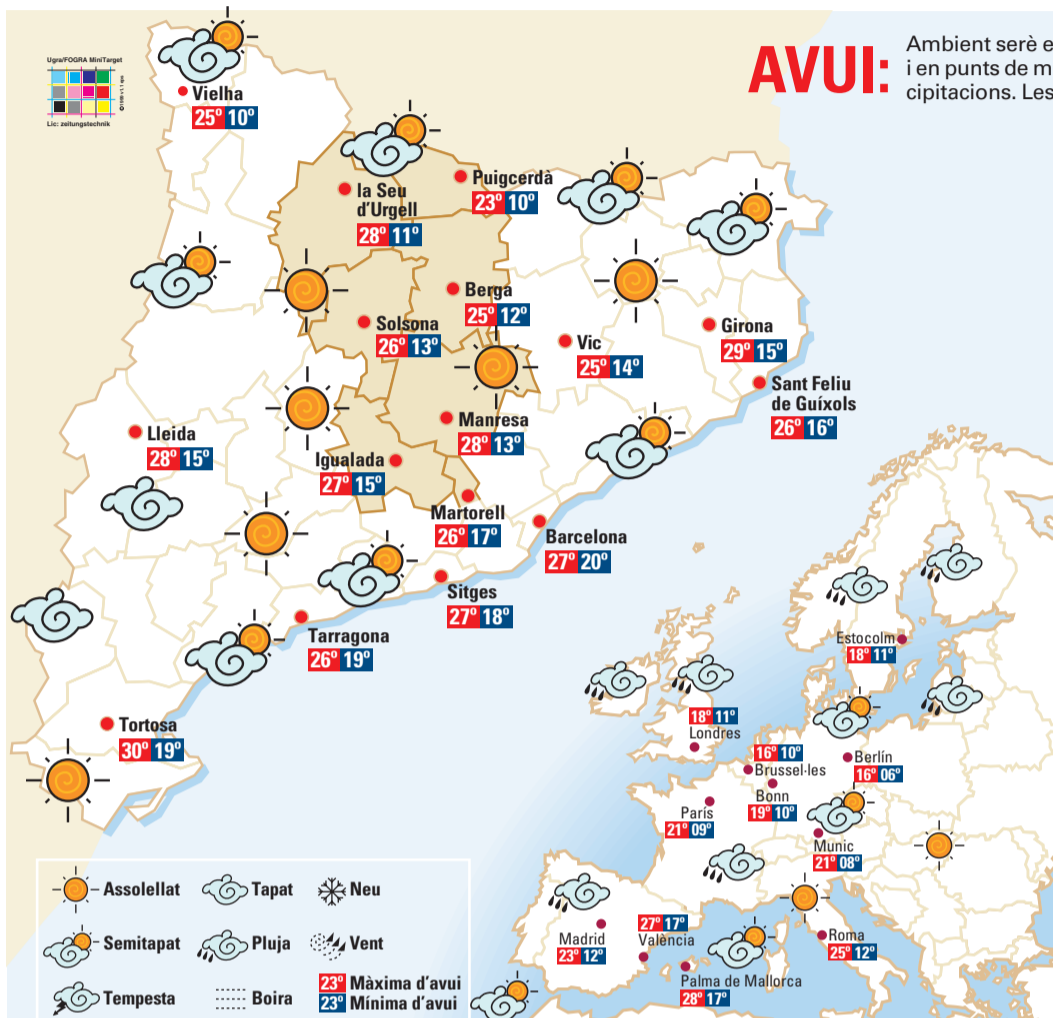 Ugra/FOGRA MiniTarget
Lic: zeitungstechnik
AVUI:
Ambient serè e
i en punts de m
cipitacions. Les
Vielha
25º 10º
Puigcerdà
23º 10º
la Seu
d'Urgell
28º 11º
Berga
25º 12º
Solsona
26º 13º
Vic
25º 14º
Girona
29º 15º
Sant Feliu
de Guíxols
26º 16º
Manresa
28º 13º
Lleida
28º 15º
Igualada
27º 15º
Martorell
26º 17º
Barcelona
27º 20º
Sitges
27º 18º
Tarragona
26º 19º
Tortosa
30º 19º
Estocolm
18º 11º
18º 11º
Londres
16º 10º
Brussel·les
Berlín
16º 06º
Bonn
19º 10º
París
21º 09º
Munic
21º 08º
Madrid
23º 12º
27º 17º
València
Roma
25º 12º
Palma de Mallorca
28º 17º
Assolellat
Tapat
Neu
Semitapat
Pluja
Vent
Tempesta
Boira
23º Màxima d'avui
23º Mínima d'avui